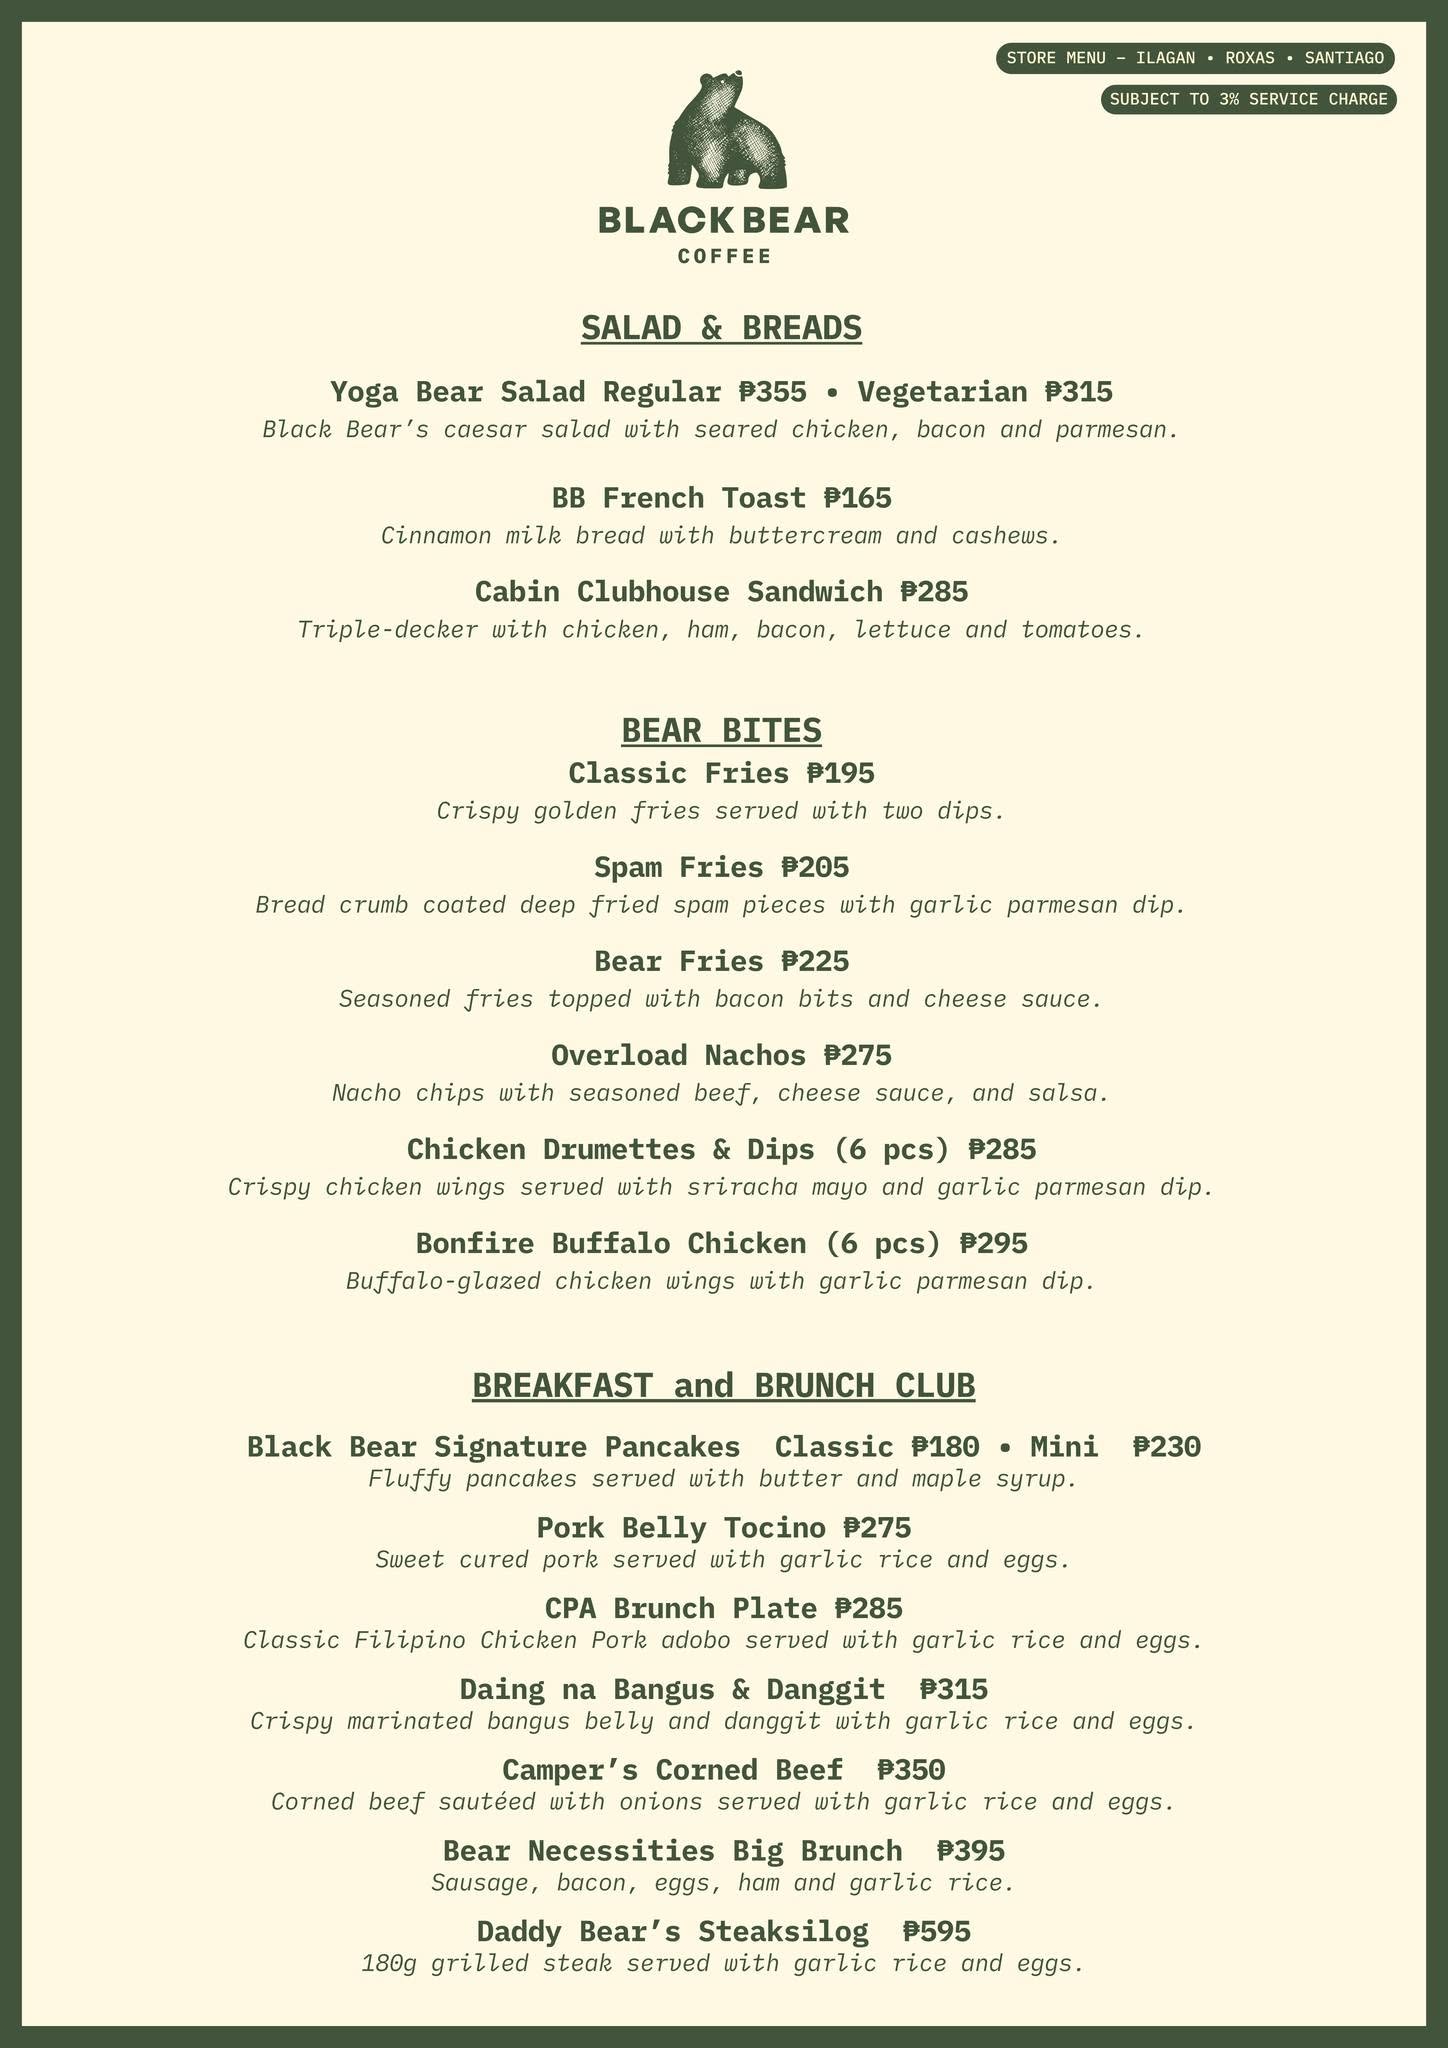 STORE MENU – ILAGAN • ROXAS • SANTIAGO
SUBJECT TO 3% SERVICE CHARGE
BLACK BEAR
COFFEE
SALAD & BREADS
Yoga Bear Salad Regular ₱355 • Vegetarian ₱315
Black Bear’s caesar salad with seared chicken, bacon and parmesan.
BB French Toast ₱165
Cinnamon milk bread with buttercream and cashews.
Cabin Clubhouse Sandwich ₱285
Triple-decker with chicken, ham, bacon, lettuce and tomatoes.
BEAR BITES
Classic Fries ₱195
Crispy golden fries served with two dips.
Spam Fries ₱205
Bread crumb coated deep fried spam pieces with garlic parmesan dip.
Bear Fries ₱225
Seasoned fries topped with bacon bits and cheese sauce.
Overload Nachos ₱275
Nacho chips with seasoned beef, cheese sauce, and salsa.
Chicken Drumettes & Dips (6 pcs) ₱285
Crispy chicken wings served with sriracha mayo and garlic parmesan dip.
Bonfire Buffalo Chicken (6 pcs) ₱295
Buffalo-glazed chicken wings with garlic parmesan dip.
BREAKFAST and BRUNCH CLUB
Black Bear Signature Pancakes  Classic ₱180 • Mini  ₱230
Fluffy pancakes served with butter and maple syrup.
Pork Belly Tocino ₱275
Sweet cured pork served with garlic rice and eggs.
CPA Brunch Plate ₱285
Classic Filipino Chicken Pork adobo served with garlic rice and eggs.
Daing na Bangus & Danggit  ₱315
Crispy marinated bangus belly and danggit with garlic rice and eggs.
Camper’s Corned Beef  ₱350
Corned beef sautéed with onions served with garlic rice and eggs.
Bear Necessities Big Brunch  ₱395
Sausage, bacon, eggs, ham and garlic rice.
Daddy Bear’s Steaksilog  ₱595
180g grilled steak served with garlic rice and eggs.